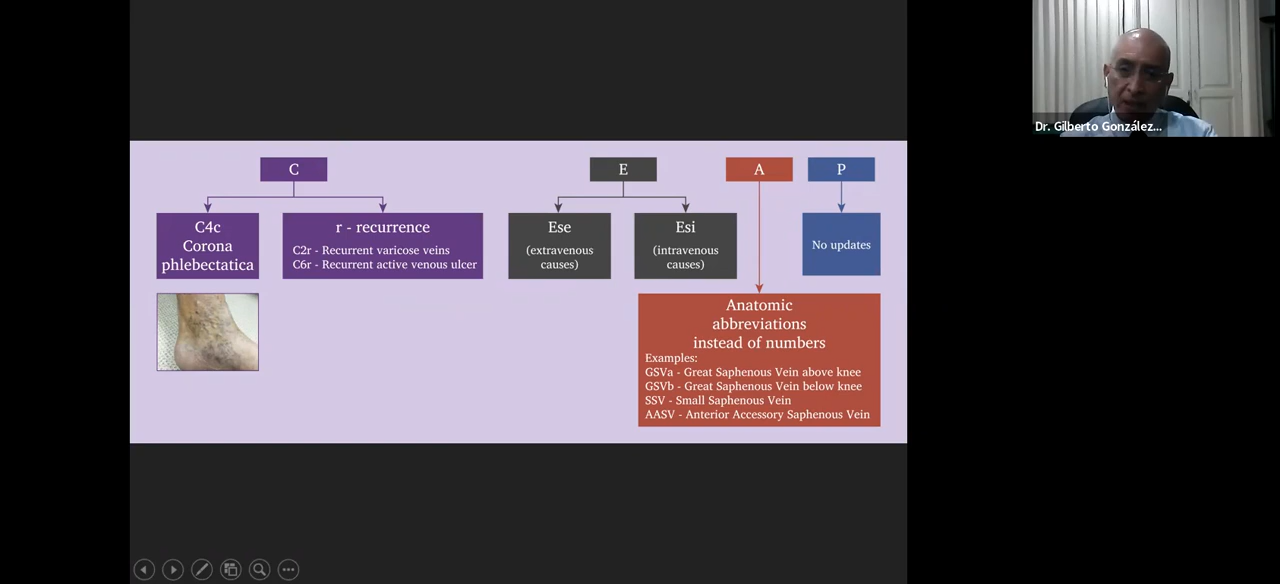 Dr. Gilberto González...
C
E
A
P
C4c
Corona
phlebectatica
r - recurrence
C2r - Recurrent varicose veins
C6r - Recurrent active venous ulcer
Ese
(extravenous
causes)
Esi
(intravenous
causes)
No updates
Anatomic
abbreviations
instead of numbers
Examples:
GSVa - Great Saphenous Vein above knee
GSVb - Great Saphenous Vein below knee
SSV - Small Saphenous Vein
AASV - Anterior Accessory Saphenous Vein